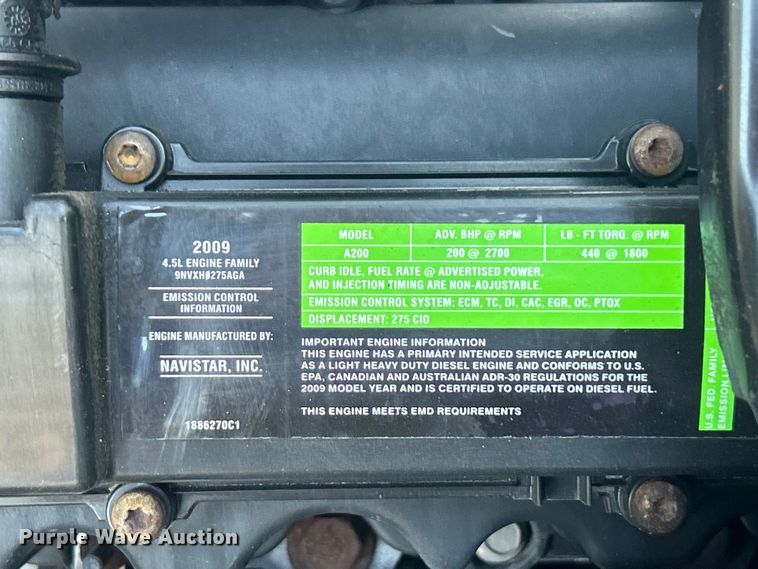 2009
4.5L ENGINE FAMILY
9NVXH0275AGA
EMISSION CONTROL
INFORMATION
ENGINE MANUFACTURED BY:
NAVISTAR, INC.
1886270C1
MODEL ADV. BHP @ RPM LB - FT TORQ. @ RPM
A200 200 @ 2700 440 @ 1800
CURB IDLE, FUEL RATE @ ADVERTISED POWER,
AND INJECTION TIMING ARE NON-ADJUSTABLE.
EMISSION CONTROL SYSTEM: ECM, TC, DI, CAC, EGR, OC, PTOX
DISPLACEMENT: 275 CID
IMPORTANT ENGINE INFORMATION
THIS ENGINE HAS A PRIMARY INTENDED SERVICE APPLICATION
AS A LIGHT HEAVY DUTY DIESEL ENGINE AND CONFORMS TO U.S.
EPA, CANADIAN AND AUSTRALIAN ADR-30 REGULATIONS FOR THE
2009 MODEL YEAR AND IS CERTIFIED TO OPERATE ON DIESEL FUEL.
THIS ENGINE MEETS EMD REQUIREMENTS
U.S. FED. FAMILY
EMISSION
Purple Wave Auction